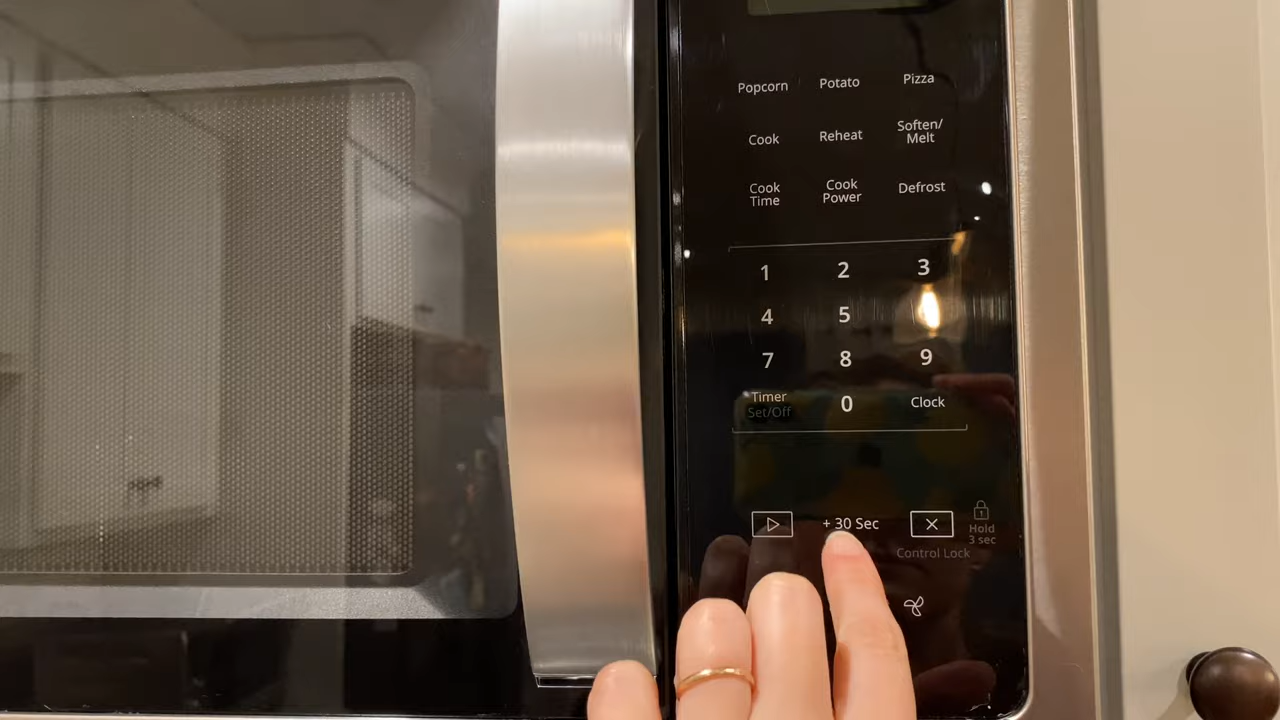 Popcorn Potato Pizza
Cook Reheat Soften/
Melt
Cook
Time Cook
Power Defrost
1 2 3
4 5
7 8 9
Timer
Set/Off 0 Clock
+ 30 Sec
Hold
3 sec
Control Lock